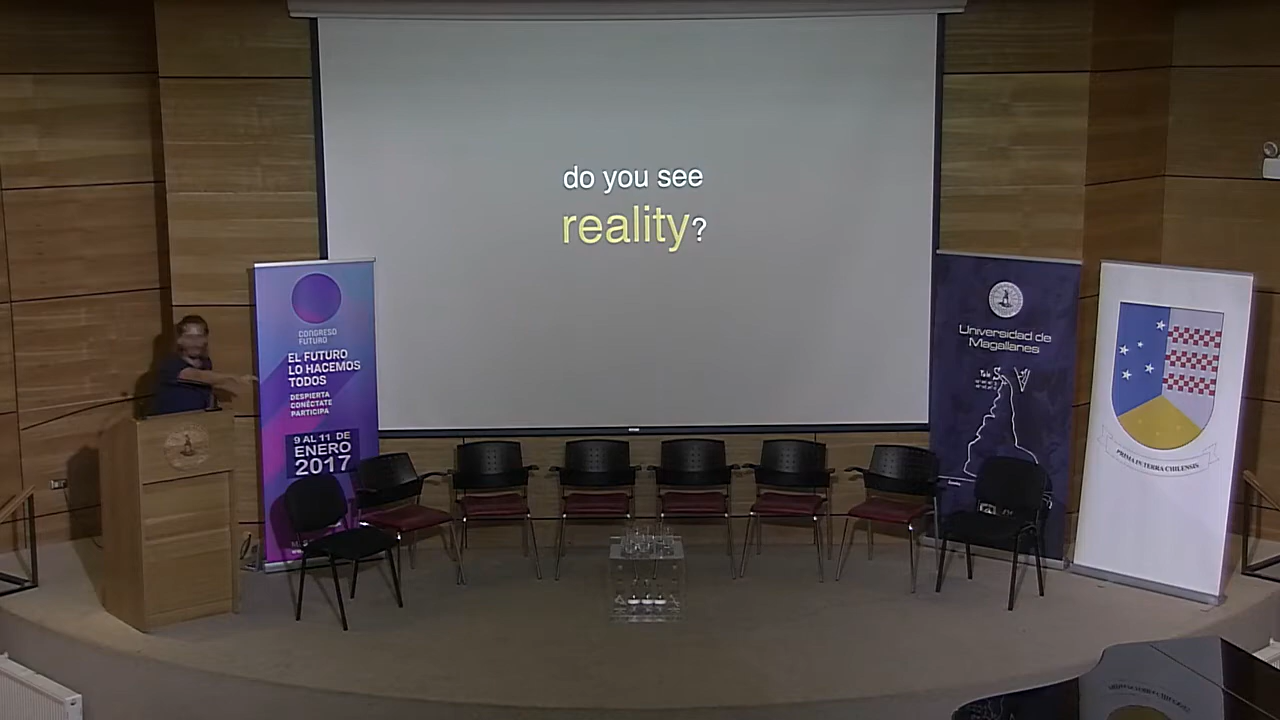 do you see
reality?
CONGRESO
FUTURO
EL FUTURO
LO HACEMOS
TODOS
DESPIERTA
CONÉCTATE
PARTICIPA
9 AL 11 DE
ENERO
2017
Universidad de
Magallanes
PRIMA IN TERRA CHILENSIS